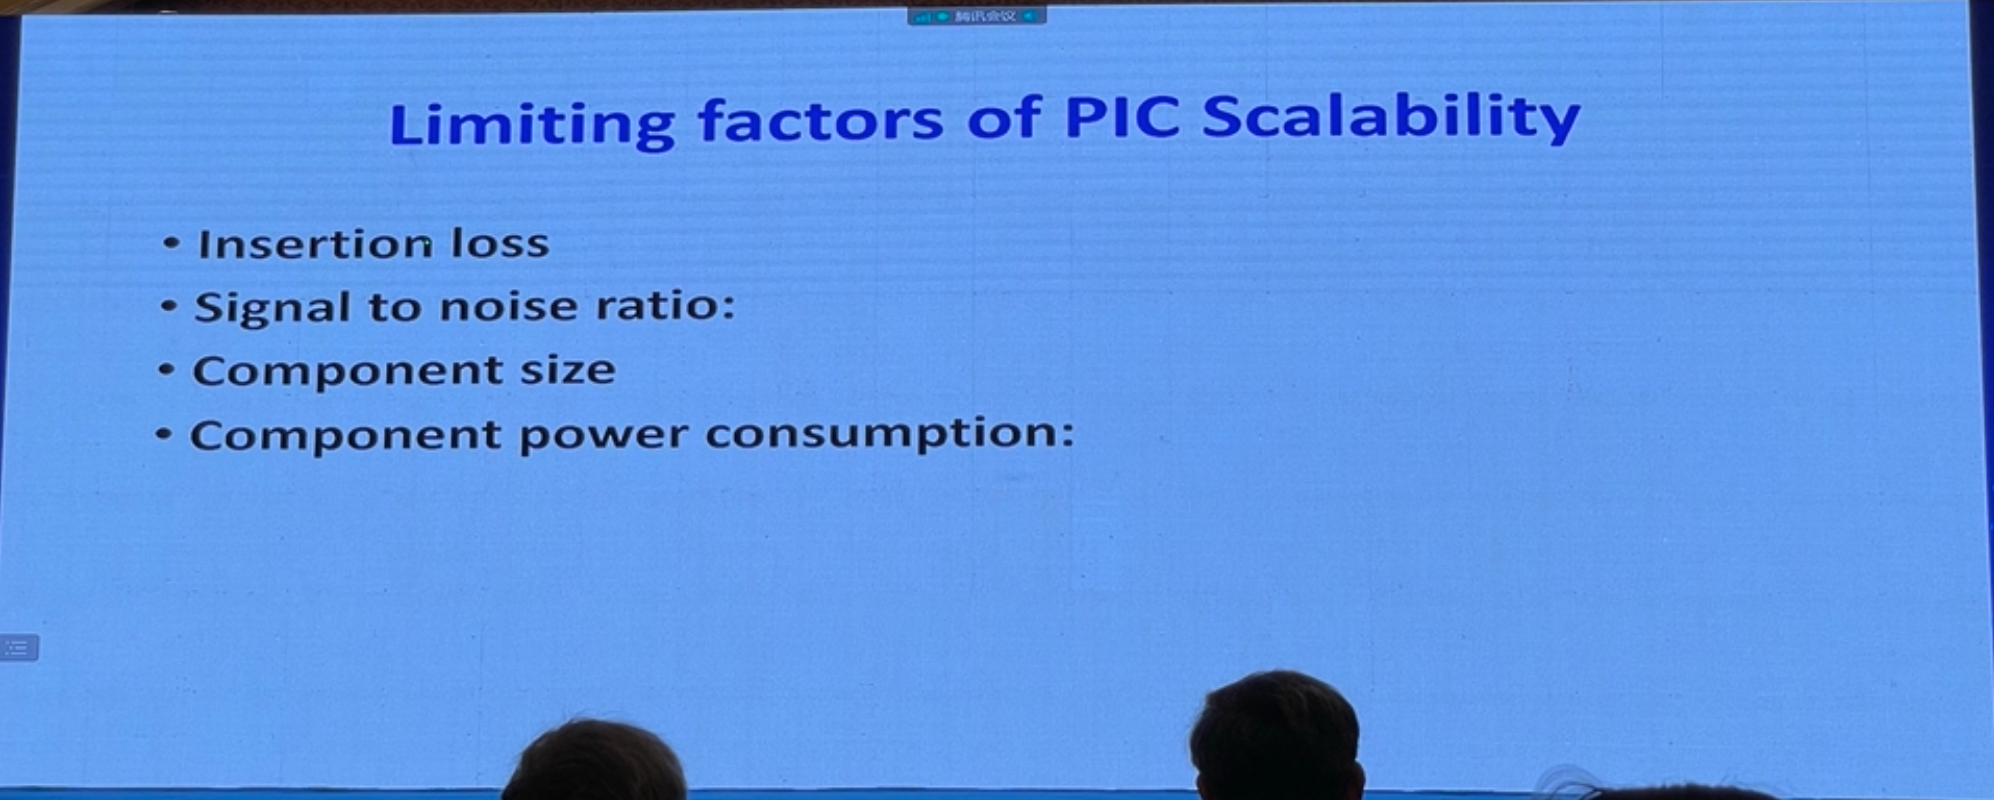 腾讯会议
Limiting factors of PIC Scalability
• Insertion loss
• Signal to noise ratio:
• Component size
• Component power consumption: